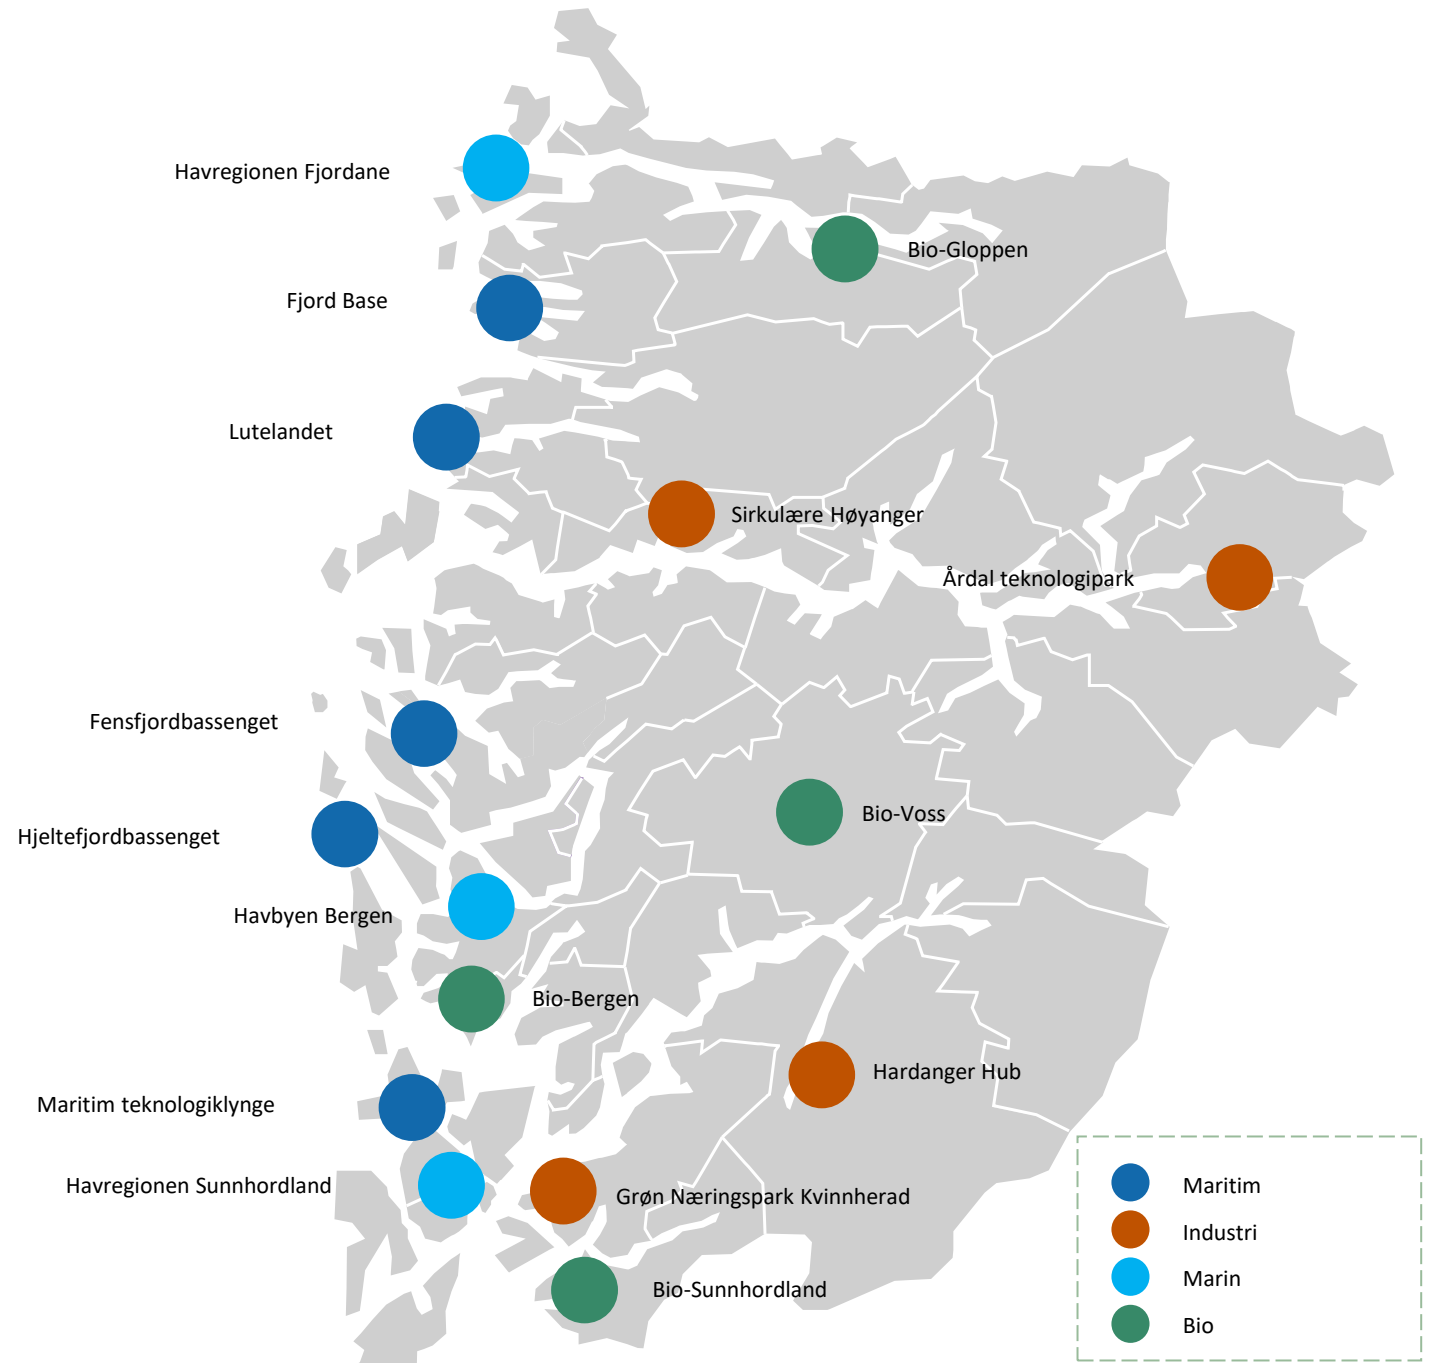 Havregionen Fjordane
Bio-Gloppen
Fjord Base
Lutelandet
Sirkulære Høyanger
Årdal teknologipark
Fensfjordbassenget
Bio-Voss
Hjeltefjordbassenget
Havbyen Bergen
Bio-Bergen
Hardanger Hub
Maritim teknologiklynge
Havregionen Sunnhordland
Grøn Næringspark Kvinnherad
Bio-Sunnhordland
Maritim
Industri
Marin
Bio